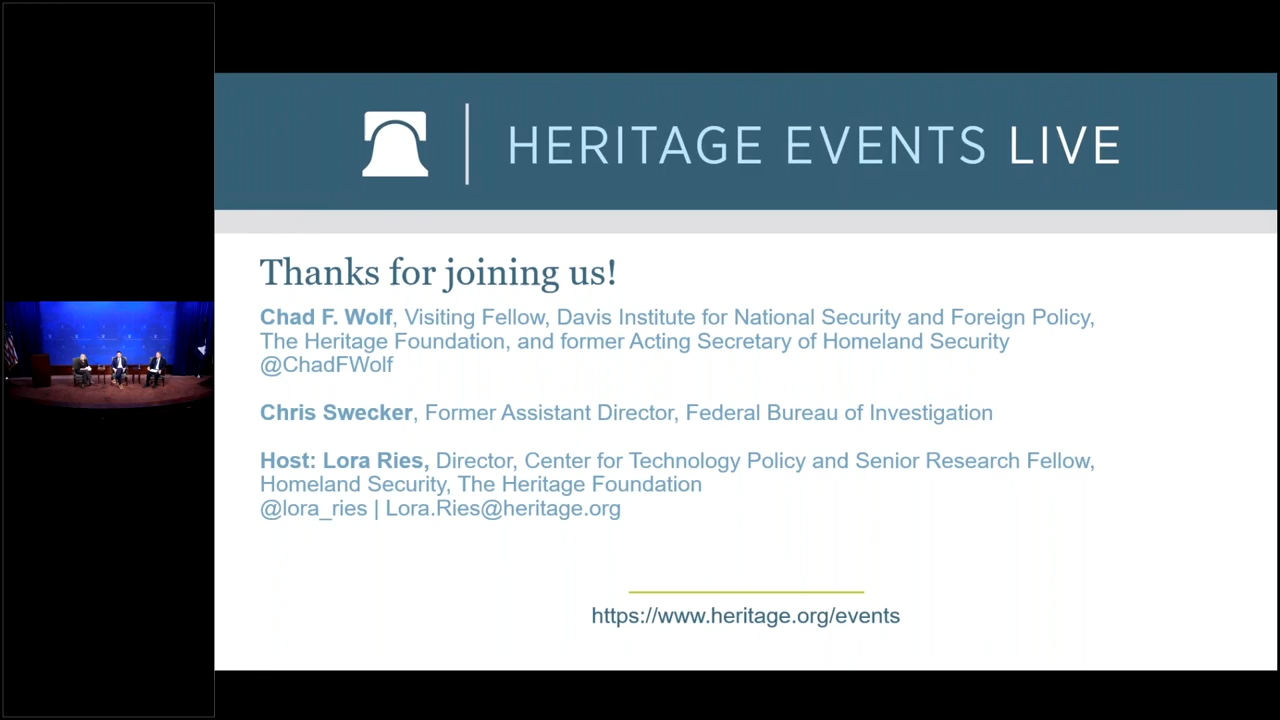 HERITAGE EVENTS LIVE
Thanks for joining us!
Chad F. Wolf, Visiting Fellow, Davis Institute for National Security and Foreign Policy,
The Heritage Foundation, and former Acting Secretary of Homeland Security
@ChadFWolf
Chris Swecker, Former Assistant Director, Federal Bureau of Investigation
Host: Lora Ries, Director, Center for Technology Policy and Senior Research Fellow,
Homeland Security, The Heritage Foundation
@lora_ries | Lora.Ries@heritage.org
https://www.heritage.org/events